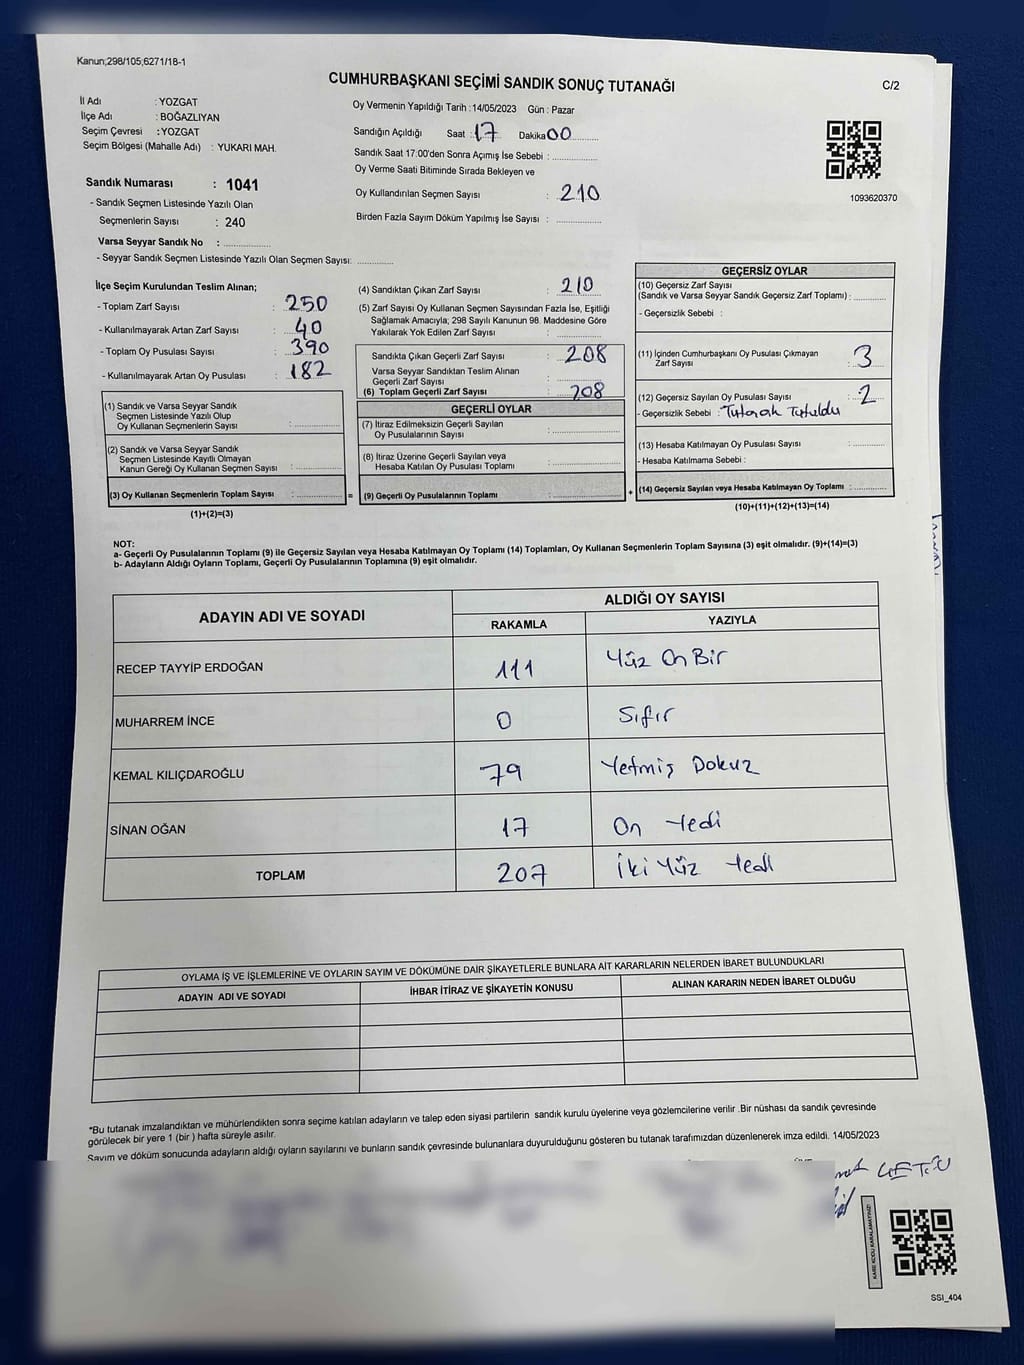 Kanun;298/105;6271/18-1
CUMHURBAŞKANI SEÇİMİ SANDIK SONUÇ TUTANAĞI
C/2
İl Adı : YOZGAT
İlçe Adı : BOĞAZLIYAN
Seçim Çevresi : YOZGAT
Seçim Bölgesi (Mahalle Adı) : YUKARI MAH.
Sandık Numarası : 1041
- Sandık Seçmen Listesinde Yazılı Olan
Seçmenlerin Sayısı : 240
Varsa Seyyar Sandık No :
- Seyyar Sandık Seçmen Listesinde Yazılı Olan Seçmen Sayısı:
Oy Vermenin Yapıldığı Tarih : 14/05/2023 Gün : Pazar
Sandığın Açıldığı Saat : 17 Dakika 00
Sandık Saat 17:00'den Sonra Açımış İse Sebebi :
Oy Verme Saati Bitiminde Sırada Bekleyen ve
Oy Kullandırılan Seçmen Sayısı : 210
Birden Fazla Sayım Döküm Yapılmış İse Sayısı :
1093620370
İlçe Seçim Kurulundan Teslim Alınan;
- Toplam Zarf Sayısı : 250
- Kullanılmayarak Artan Zarf Sayısı : 40
- Toplam Oy Pusulası Sayısı : 390
- Kullanılmayarak Artan Oy Pusulası : 182
(1) Sandık ve Varsa Seyyar Sandık
Seçmen Listesinde Yazılı Olup
Oy Kullanan Seçmenlerin Sayısı :
(2) Sandık ve Varsa Seyyar Sandık
Seçmen Listesinde Kayıtlı Olmayan
Kanun Gereği Oy Kullanan Seçmen Sayısı :
(3) Oy Kullanan Seçmenlerin Toplam Sayısı : =
(1)+(2)=(3)
(4) Sandıktan Çıkan Zarf Sayısı : 210
(5) Zarf Sayısı Oy Kullanan Seçmen Sayısından Fazla İse, Eşitliği
Sağlamak Amacıyla; 298 Sayılı Kanunun 98. Maddesine Göre
Yakılarak Yok Edilen Zarf Sayısı :
Sandıkta Çıkan Geçerli Zarf Sayısı : 208
Varsa Seyyar Sandıktan Teslim Alınan
Geçerli Zarf Sayısı :
(6) Toplam Geçerli Zarf Sayısı : 208
GEÇERLİ OYLAR
(7) İtiraz Edilmeksizin Geçerli Sayılan
Oy Pusulalarının Sayısı :
(8) İtiraz Üzerine Geçerli Sayılan veya
Hesaba Katılan Oy Pusulası Toplamı :
(9) Geçerli Oy Pusulalarının Toplamı : +
GEÇERSİZ OYLAR
(10) Geçersiz Zarf Sayısı
(Sandık ve Varsa Seyyar Sandık Geçersiz Zarf Toplamı) :
- Geçersizlik Sebebi :
(11) İçinden Cumhurbaşkanı Oy Pusulası Çıkmayan
Zarf Sayısı : 3
(12) Geçersiz Sayılan Oy Pusulası Sayısı : 2
- Geçersizlik Sebebi : Tutanak Tutuldu
(13) Hesaba Katılmayan Oy Pusulası Sayısı :
- Hesaba Katılmama Sebebi :
(14) Geçersiz Sayılan veya Hesaba Katılmayan Oy Toplamı :
(10)+(11)+(12)+(13)=(14)
NOT:
a- Geçerli Oy Pusulalarının Toplamı (9) ile Geçersiz Sayılan veya Hesaba Katılmayan Oy Toplamı (14) Toplamları, Oy Kullanan Seçmenlerin Toplam Sayısına (3) eşit olmalıdır. (9)+(14)=(3)
b- Adayların Aldığı Oyların Toplamı, Geçerli Oy Pusulalarının Toplamına (9) eşit olmalıdır.
ADAYIN ADI VE SOYADI ALDIĞI OY SAYISI
RAKAMLA YAZIYLA
RECEP TAYYİP ERDOĞAN 111 Yüz On Bir
MUHARREM İNCE 0 Sıfır
KEMAL KILIÇDAROĞLU 79 Yetmiş Dokuz
SİNAN OĞAN 17 On Yedi
TOPLAM 207 İki Yüz Yedi
OYLAMA İŞ VE İŞLEMLERİNE VE OYLARIN SAYIM VE DÖKÜMÜNE DAİR ŞİKAYETLERLE BUNLARA AİT KARARLARIN NELERDEN İBARET BULUNDUKLARI
ADAYIN ADI VE SOYADI İHBAR İTİRAZ VE ŞİKAYETİN KONUSU ALINAN KARARIN NEDEN İBARET OLDUĞU
*Bu tutanak imzalandıktan ve mühürlendikten sonra seçime katılan adayların ve talep eden siyasi partilerin sandık kurulu üyelerine veya gözlemcilerine verilir .Bir nüshası da sandık çevresinde
görülecek bir yere 1 (bir ) hafta süreyle asılır.
Sayım ve döküm sonucunda adayların aldığı oyların sayılarını ve bunların sandık çevresinde bulunanlara duyurulduğunu gösteren bu tutanak tarafımızdan düzenlenerek imza edildi. 14/05/2023
KARE KODU KARALAMAYINIZ!
SSI_404